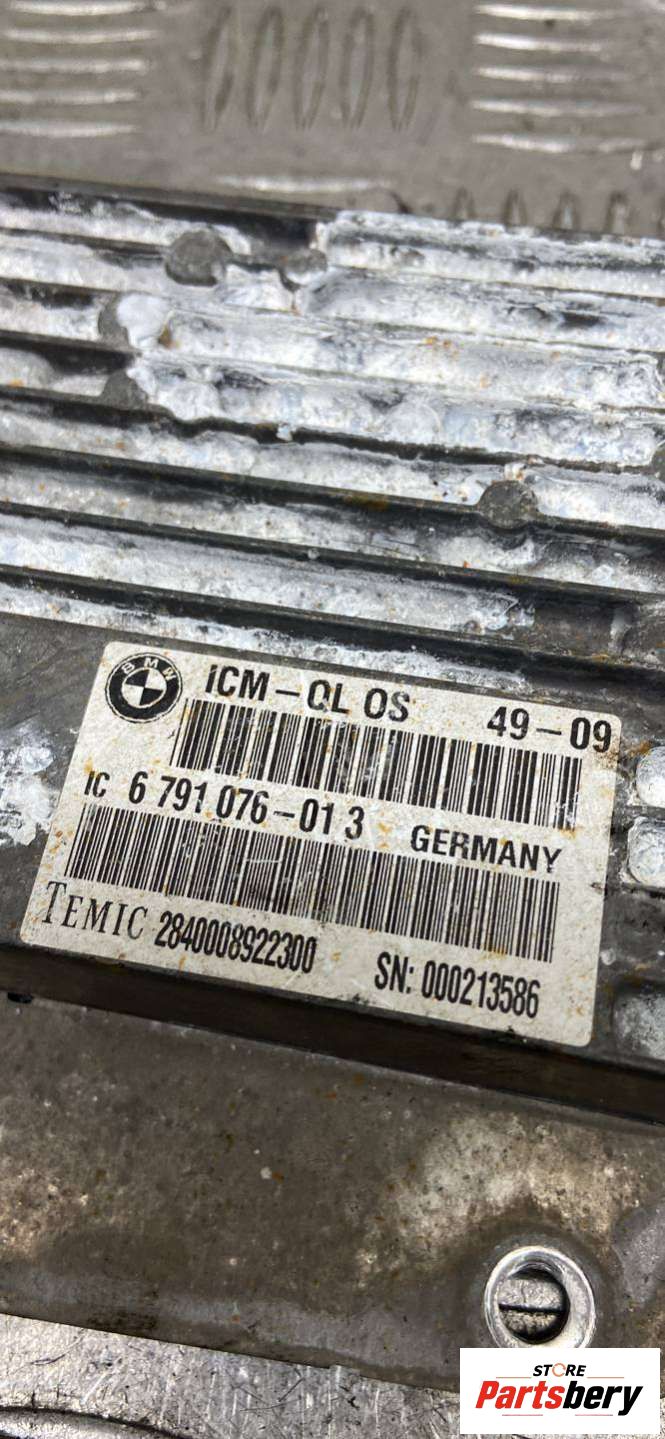 BMW
ICM-QL OS 49-09
IC 6 791 076-01 3 GERMANY
TEMIC 2840008922300 SN: 000213586
STORE
Partsbery